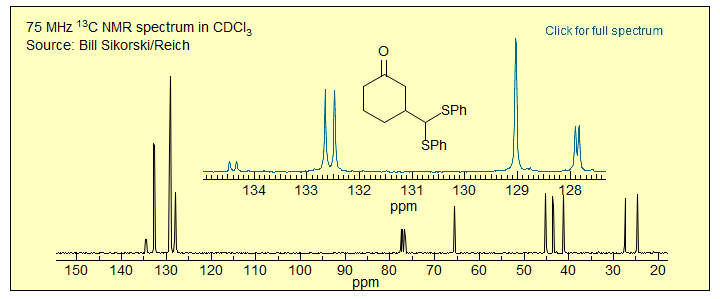 75 MHz ¹³C NMR spectrum in CDCl₃
Source: Bill Sikorski/Reich
Click for full spectrum
O
SPh
SPh
134 133 132 131 130 129 128
ppm
150 140 130 120 110 100 90 80 70 60 50 40 30 20
ppm